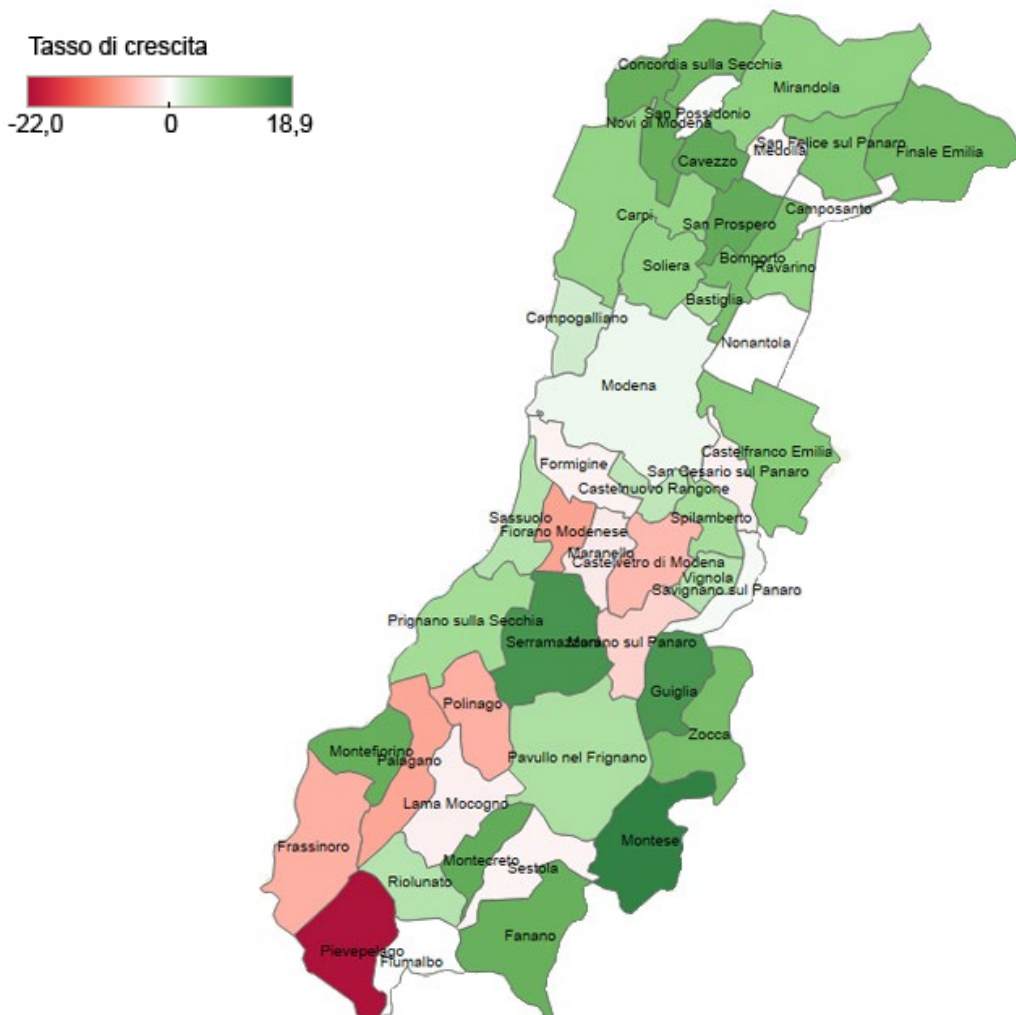 Tasso di crescita
-22,0 0 18,9
Concordia sulla Secchia
Mirandola
San Possidonio
Novi di Modena
San Felice sul Panaro
Medolla
Finale Emilia
Cavezzo
Camposanto
Carpi
San Prospero
Bomporto
Soliera
Ravarino
Bastiglia
Campogalliano
Nonantola
Modena
Castelfranco Emilia
Formigine
San Cesario sul Panaro
Castelnuovo Rangone
Sassuolo
Spilamberto
Fiorano Modenese
Maranello
Castelvetro di Modena
Vignola
Savignano sul Panaro
Prignano sulla Secchia
Serramazzoni
Marano sul Panaro
Guiglia
Polinago
Zocca
Montefiorino
Palagano
Pavullo nel Frignano
Lama Mocogno
Montese
Frassinoro
Montecreto
Sestola
Riolunato
Fanano
Pievepelago
Fiumalbo